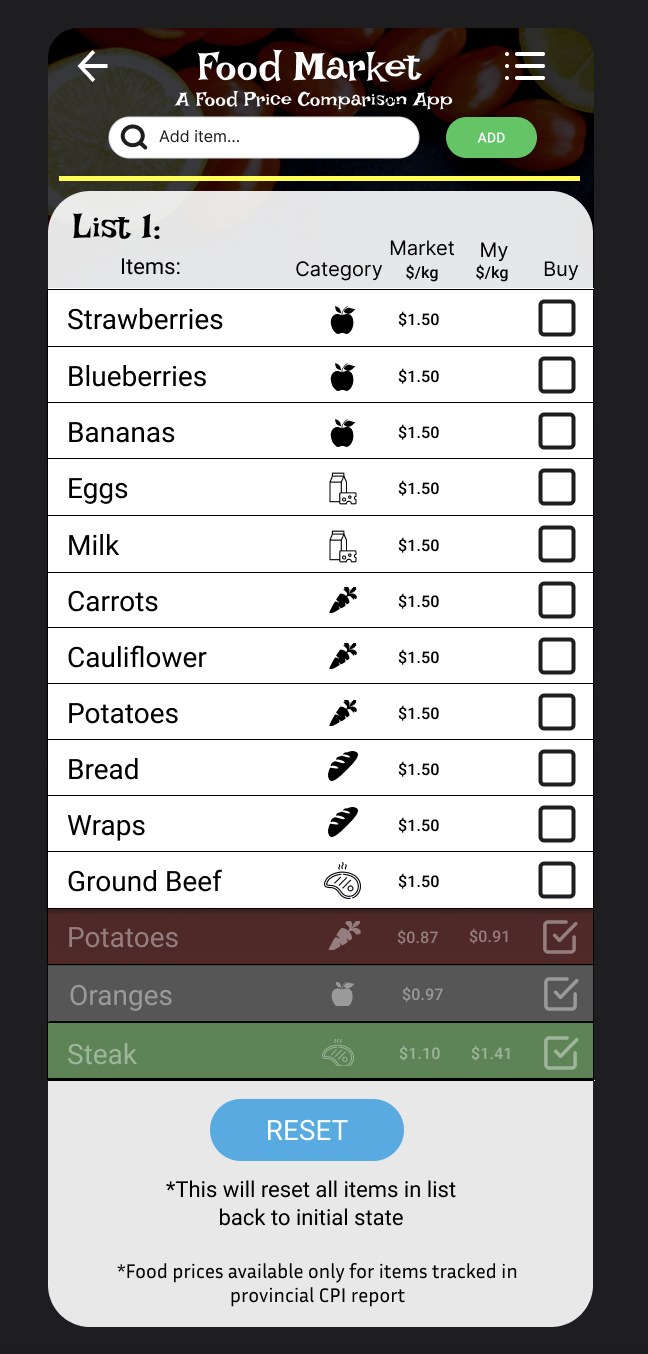 Food Market
A Food Price Comparison App
Add item...
ADD
List 1:
Items: Category Market $/kg My $/kg Buy
Strawberries $1.50
Blueberries $1.50
Bananas $1.50
Eggs $1.50
Milk $1.50
Carrots $1.50
Cauliflower $1.50
Potatoes $1.50
Bread $1.50
Wraps $1.50
Ground Beef $1.50
Potatoes $0.87 $0.91
Oranges $0.97
Steak $1.10 $1.41
RESET
*This will reset all items in list
back to initial state
*Food prices available only for items tracked in
provincial CPI report